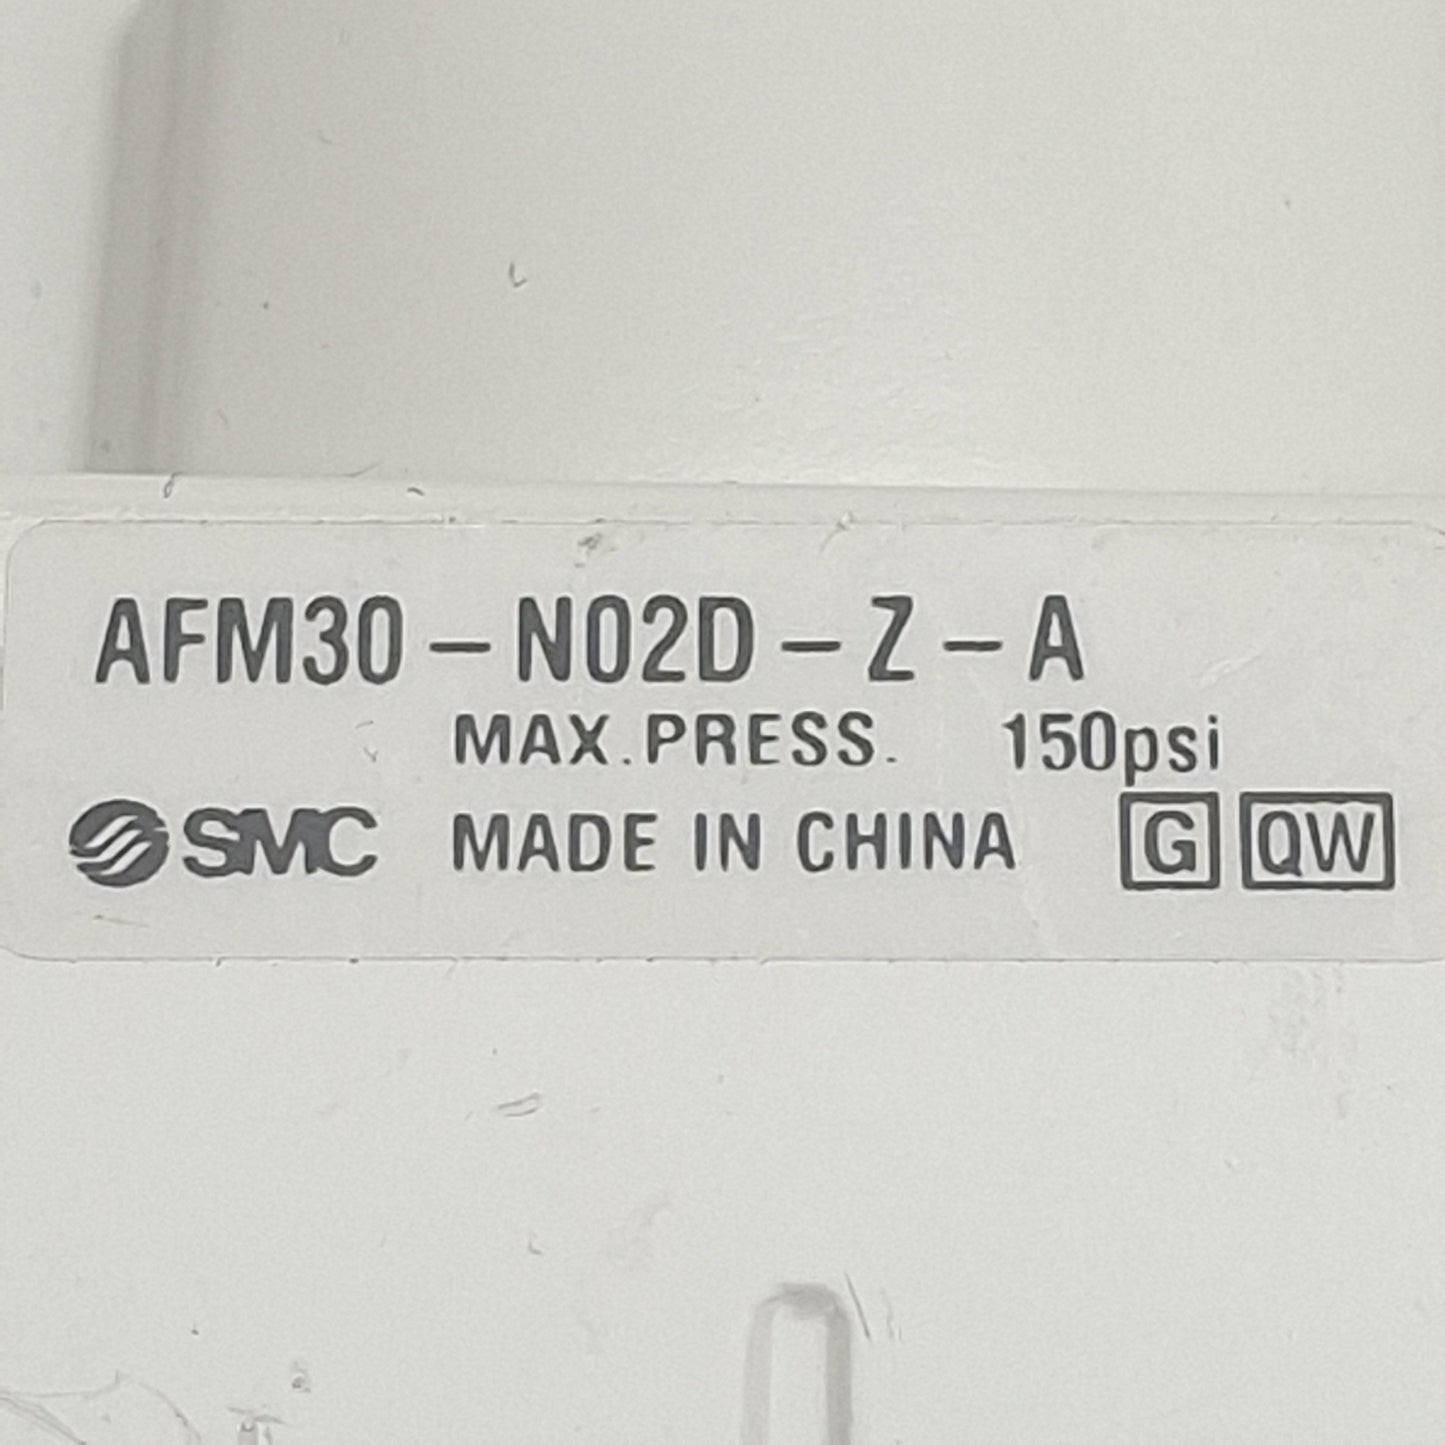 AFM30-N02D-Z-A
MAX.PRESS. 150psi
SMC MADE IN CHINA G QW